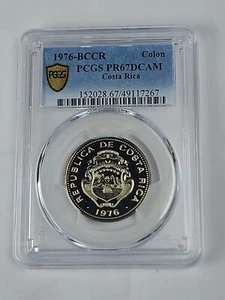 1976-BCCR Colon
PCGS PR67DCAM
Costa Rica
152028.67/49117267
PCGS
REPUBLICA DE COSTA RICA
1976